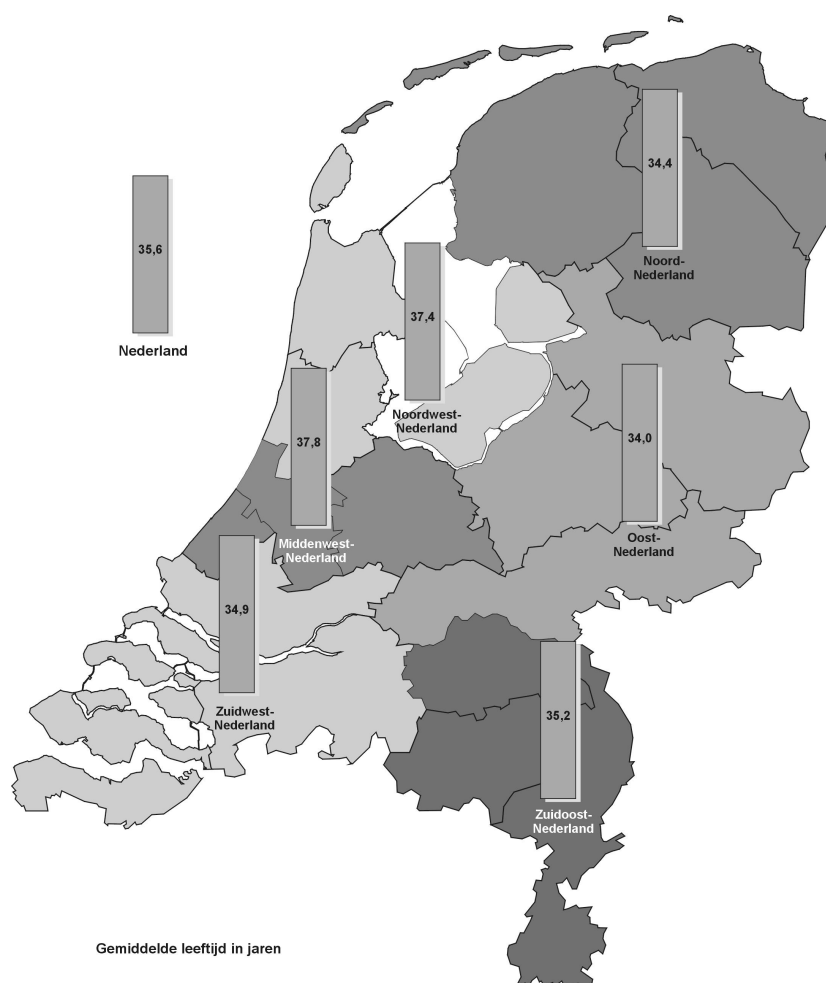 34,4
Noord-
Nederland
35,6
Nederland
37,4
Noordwest-
Nederland
37,8
Middenwest-
Nederland
34,0
Oost-
Nederland
34,9
Zuidwest-
Nederland
35,2
Zuidoost-
Nederland
Gemiddelde leeftijd in jaren